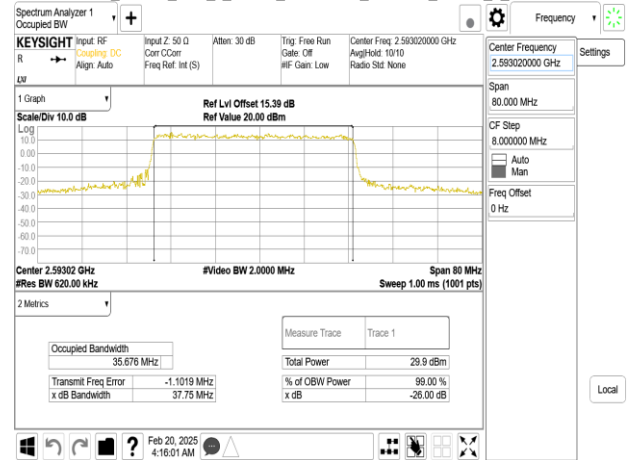 Spectrum Analyzer 1
Occupied BW
Frequency
KEYSIGHT
R
LXI
Input: RF
Coupling: DC
Align: Auto
Input Z: 50 Ω
Corr CCorr
Freq Ref: Int (S)
Atten: 30 dB
Trig: Free Run
Gate: Off
#IF Gain: Low
Center Freq: 2.593020000 GHz
Avg|Hold: 10/10
Radio Std: None
Center Frequency
2.593020000 GHz
Settings
Span
80.000 MHz
CF Step
8.000000 MHz
Auto
Man
Freq Offset
0 Hz
1 Graph
Scale/Div 10.0 dB
Ref Lvl Offset 15.39 dB
Ref Value 20.00 dBm
Log
10.0
0.00
-10.0
-20.0
-30.0
-40.0
-50.0
-60.0
-70.0
Center 2.59302 GHz
#Res BW 620.00 kHz
#Video BW 2.0000 MHz
Span 80 MHz
Sweep 1.00 ms (1001 pts)
2 Metrics
Measure Trace Trace 1
Occupied Bandwidth
35.676 MHz
Total Power 29.9 dBm
Transmit Freq Error -1.1019 MHz
% of OBW Power 99.00 %
x dB Bandwidth 37.75 MHz
x dB -26.00 dB
Local
Feb 20, 2025
4:16:01 AM